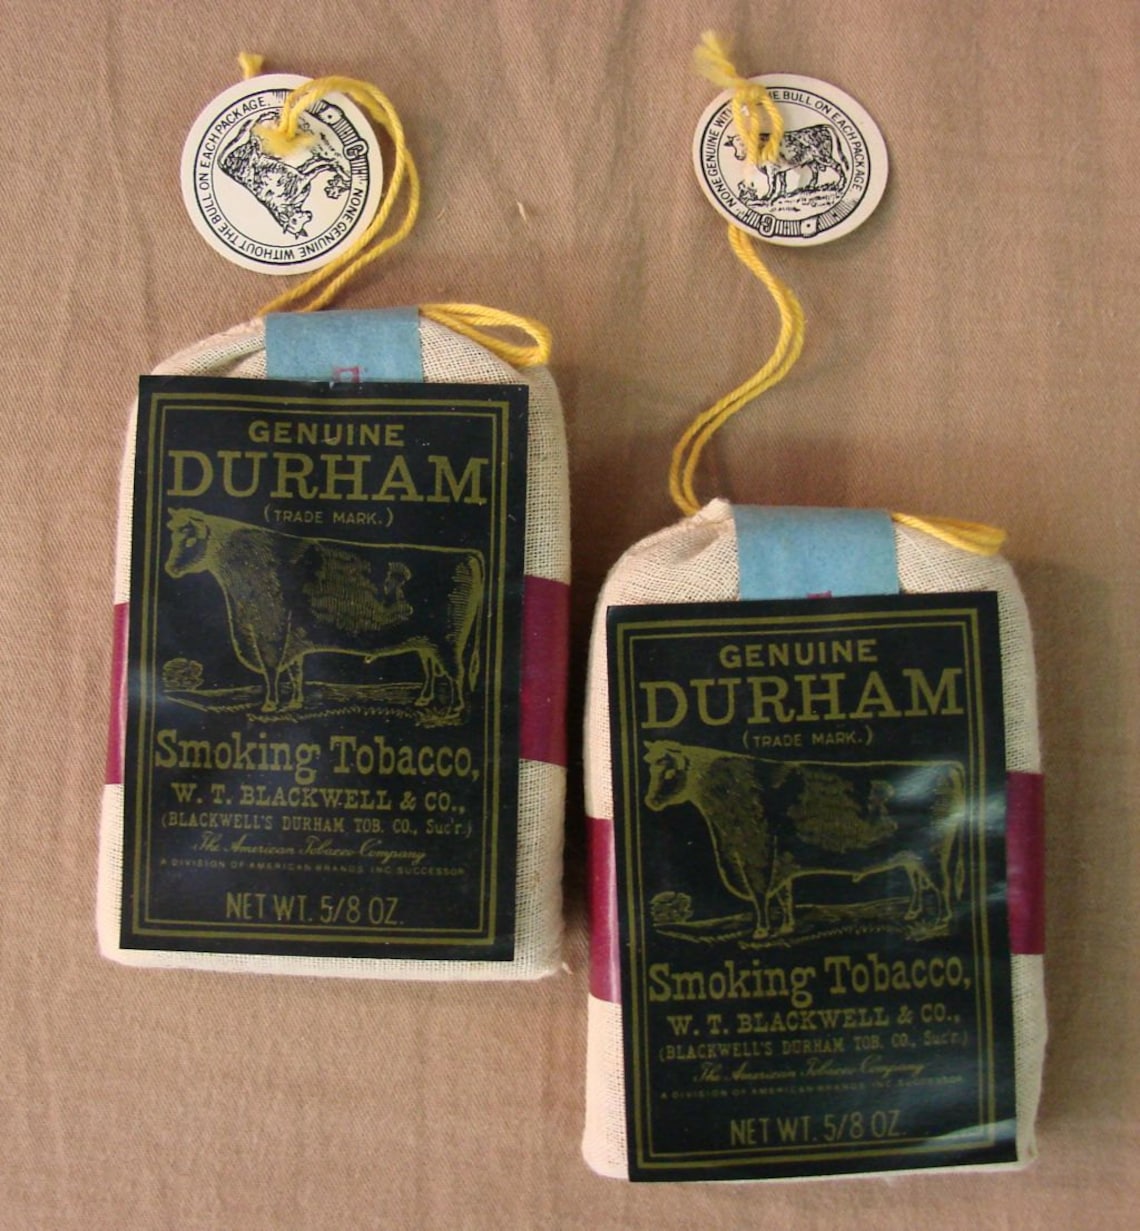 NONE GENUINE WITHOUT THE BULL ON EACH PACKAGE.
GENUINE
DURHAM
(TRADE MARK.)
Smoking Tobacco,
W. T. BLACKWELL & CO.,
(BLACKWELL'S DURHAM TOB. CO., Suc'r.)
The American Tobacco Company
A DIVISION OF AMERICAN BRANDS INC SUCCESSOR
NET WT. 5/8 OZ.
NONE GENUINE THE BULL ON EACH PACKAGE.
GENUINE
DURHAM
(TRADE MARK.)
Smoking Tobacco,
W. T. BLACKWELL & CO.,
(BLACKWELL'S DURHAM TOB. CO., Suc'r.)
The American Tobacco Company
A DIVISION OF AMERICAN BRANDS INC SUCCESSOR
NET WT. 5/8 OZ.